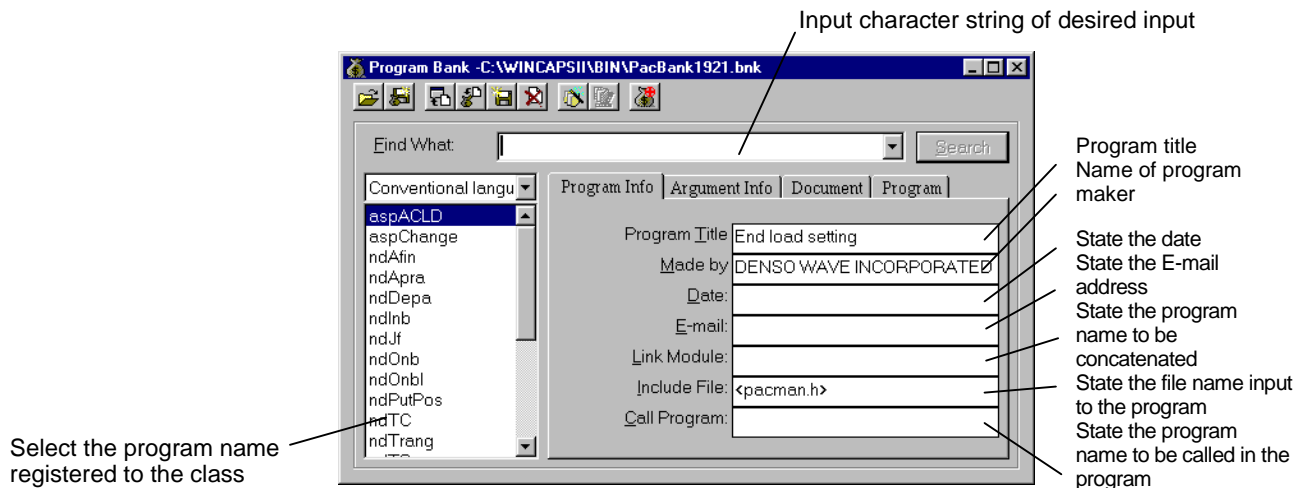 Input character string of desired input
Program Bank -C:\WINCAPSII\BIN\PacBank1921.bnk
Find What:
Search
Conventional langu
aspACLD
aspChange
ndAfin
ndApra
ndDepa
ndInb
ndJf
ndOnb
ndOnbl
ndPutPos
ndTC
ndTrang
Program Info
Argument Info
Document
Program
Program Title
End load setting
Made by
DENSO WAVE INCORPORATED
Date:
E-mail:
Link Module:
Include File:
<pacman.h>
Call Program:
Program title
Name of program
maker
State the date
State the E-mail
address
State the program
name to be
concatenated
State the file name input
to the program
State the program
name to be called in the
program
Select the program name
registered to the class